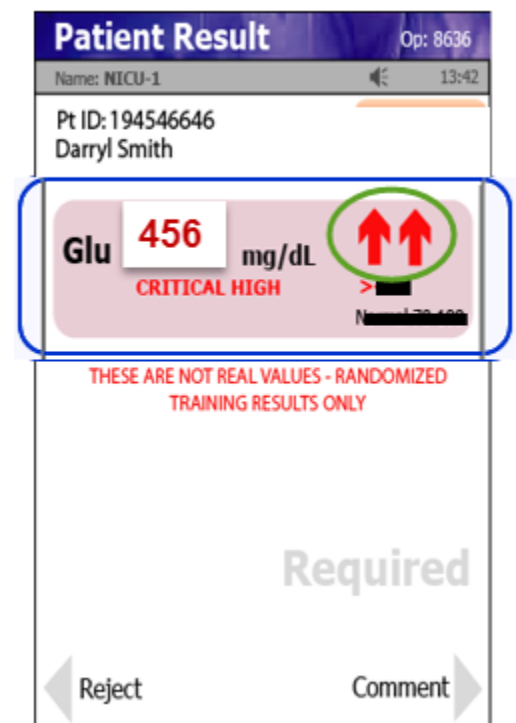 Patient Result Op: 8636
Name: NICU-1 13:42
Pt ID: 194546646
Darryl Smith
Glu 456 mg/dL
CRITICAL HIGH >
THESE ARE NOT REAL VALUES - RANDOMIZED
TRAINING RESULTS ONLY
Required
Reject Comment